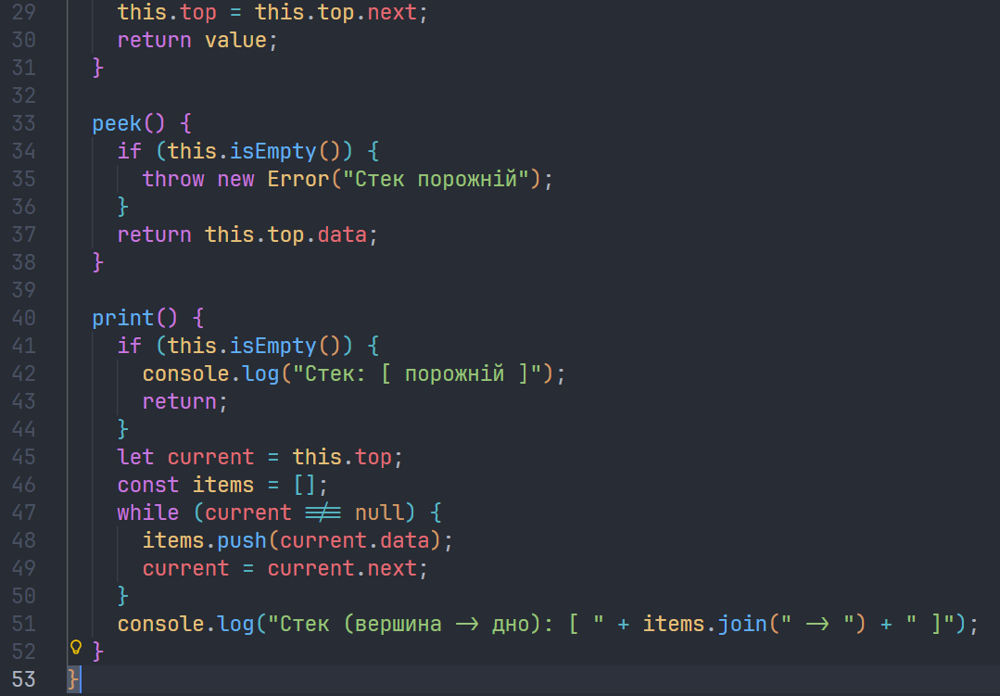 29 this.top = this.top.next;
30 return value;
31 }
32
33 peek() {
34 if (this.isEmpty()) {
35 throw new Error("Стек порожній");
36 }
37 return this.top.data;
38 }
39
40 print() {
41 if (this.isEmpty()) {
42 console.log("Стек: [ порожній ]");
43 return;
44 }
45 let current = this.top;
46 const items = [];
47 while (current !== null) {
48 items.push(current.data);
49 current = current.next;
50 }
51 console.log("Стек (вершина -> дно): [ " + items.join(" -> ") + " ]");
52 }
53 }